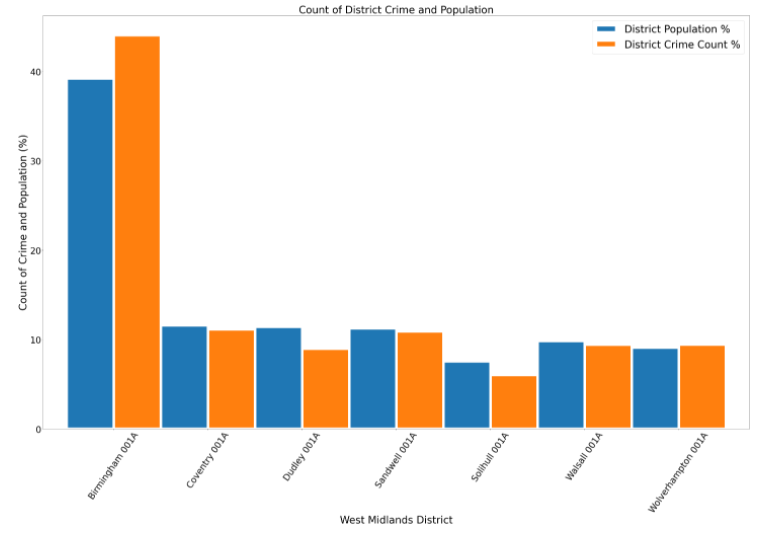 Count of District Crime and Population
District Population %
District Crime Count %
Count of Crime and Population (%)
40
30
20
10
0
Birmingham 001A
Coventry 001A
Dudley 001A
Sandwell 001A
Solihull 001A
Walsall 001A
Wolverhampton 001A
West Midlands District